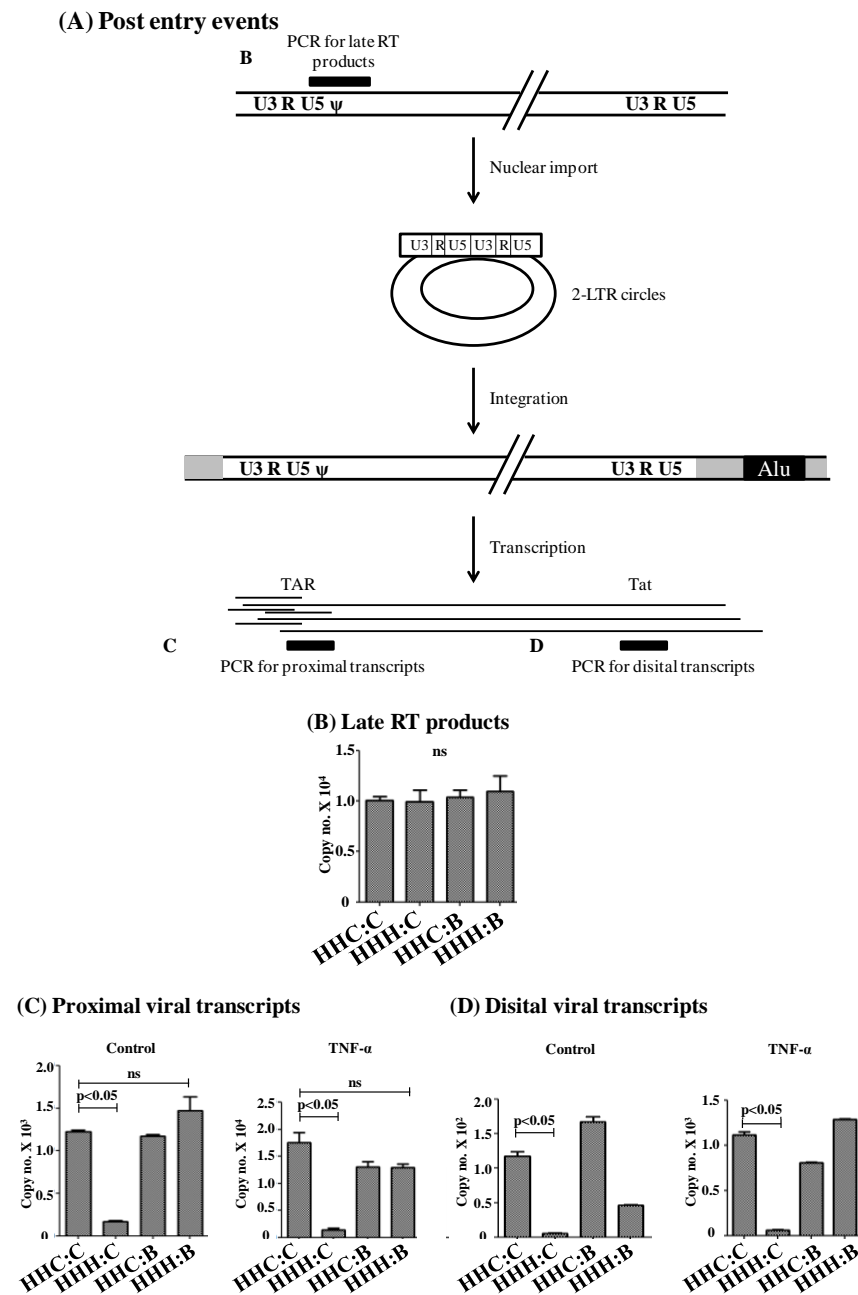 (A) Post entry events
PCR for late RT
products
B
U3 R U5 ψ
U3 R U5
Nuclear import
U3 R U5 U3 R U5
2-LTR circles
Integration
U3 R U5 ψ
U3 R U5
Alu
Transcription
TAR
Tat
C
D
PCR for proximal transcripts
PCR for disital transcripts
(B) Late RT products
1.5
1.0
0.5
0
Copy no. X 10⁴
ns
HHC:C
HHH:C
HHC:B
HHH:B
(C) Proximal viral transcripts
Control
2.0
1.5
1.0
0.5
0
Copy no. X 10³
ns
p<0.05
HHC:C
HHH:C
HHC:B
HHH:B
TNF-α
2.5
2.0
1.5
1.0
0.5
0
Copy no. X 10⁴
ns
p<0.05
HHC:C
HHH:C
HHC:B
HHH:B
(D) Disital viral transcripts
Control
2.0
1.5
1.0
0.5
0
Copy no. X 10²
p<0.05
HHC:C
HHH:C
HHC:B
HHH:B
TNF-α
1.5
1.0
0.5
0
Copy no. X 10³
p<0.05
HHC:C
HHH:C
HHC:B
HHH:B